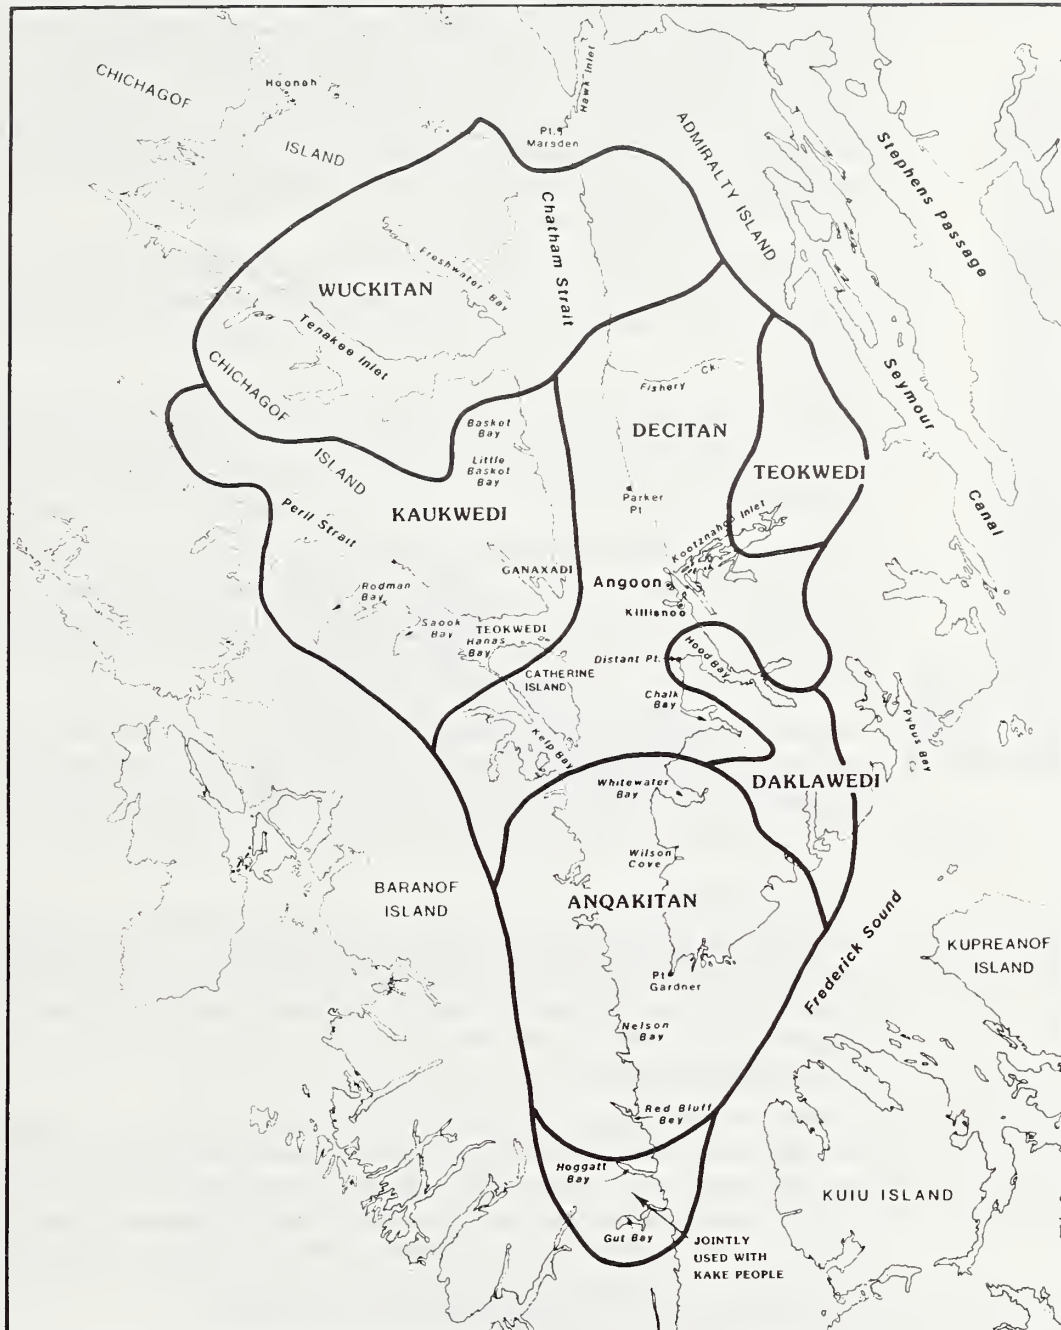 CHICHAGOF
Hoonah
ISLAND
Hawk Inlet
Pt.
Marsden
ADMIRALTY ISLAND
Stephens Passage
Chatham Strait
Freshwater Bay
WUCKITAN
Tenakee Inlet
CHICHAGOF
ISLAND
Fishery Ck.
Seymour
Canal
Basket
Bay
Little
Basket
Bay
DECITAN
TEOKWEDI
Parker
Pt.
Peril Strait
KAUKWEDI
Kootznahoo Inlet
GANAXADI
Angoon
Rodman
Bay
Killisnoo
Saook
Bay
TEOKWEDI
Hanas
Bay
Distant Pt.
Hood Bay
CATHERINE
ISLAND
Chalk
Bay
Pybus Bay
Kelp Bay
Whitewater
Bay
DAKLAWEDI
Wilson
Cove
BARANOF
ISLAND
ANQAKITAN
Frederick Sound
KUPREANOF
ISLAND
Pt
Gardner
Nelson
Bay
Red Bluff
Bay
Hoggatt
Bay
KUIU ISLAND
Gut Bay
JOINTLY
USED WITH
KAKE PEOPLE